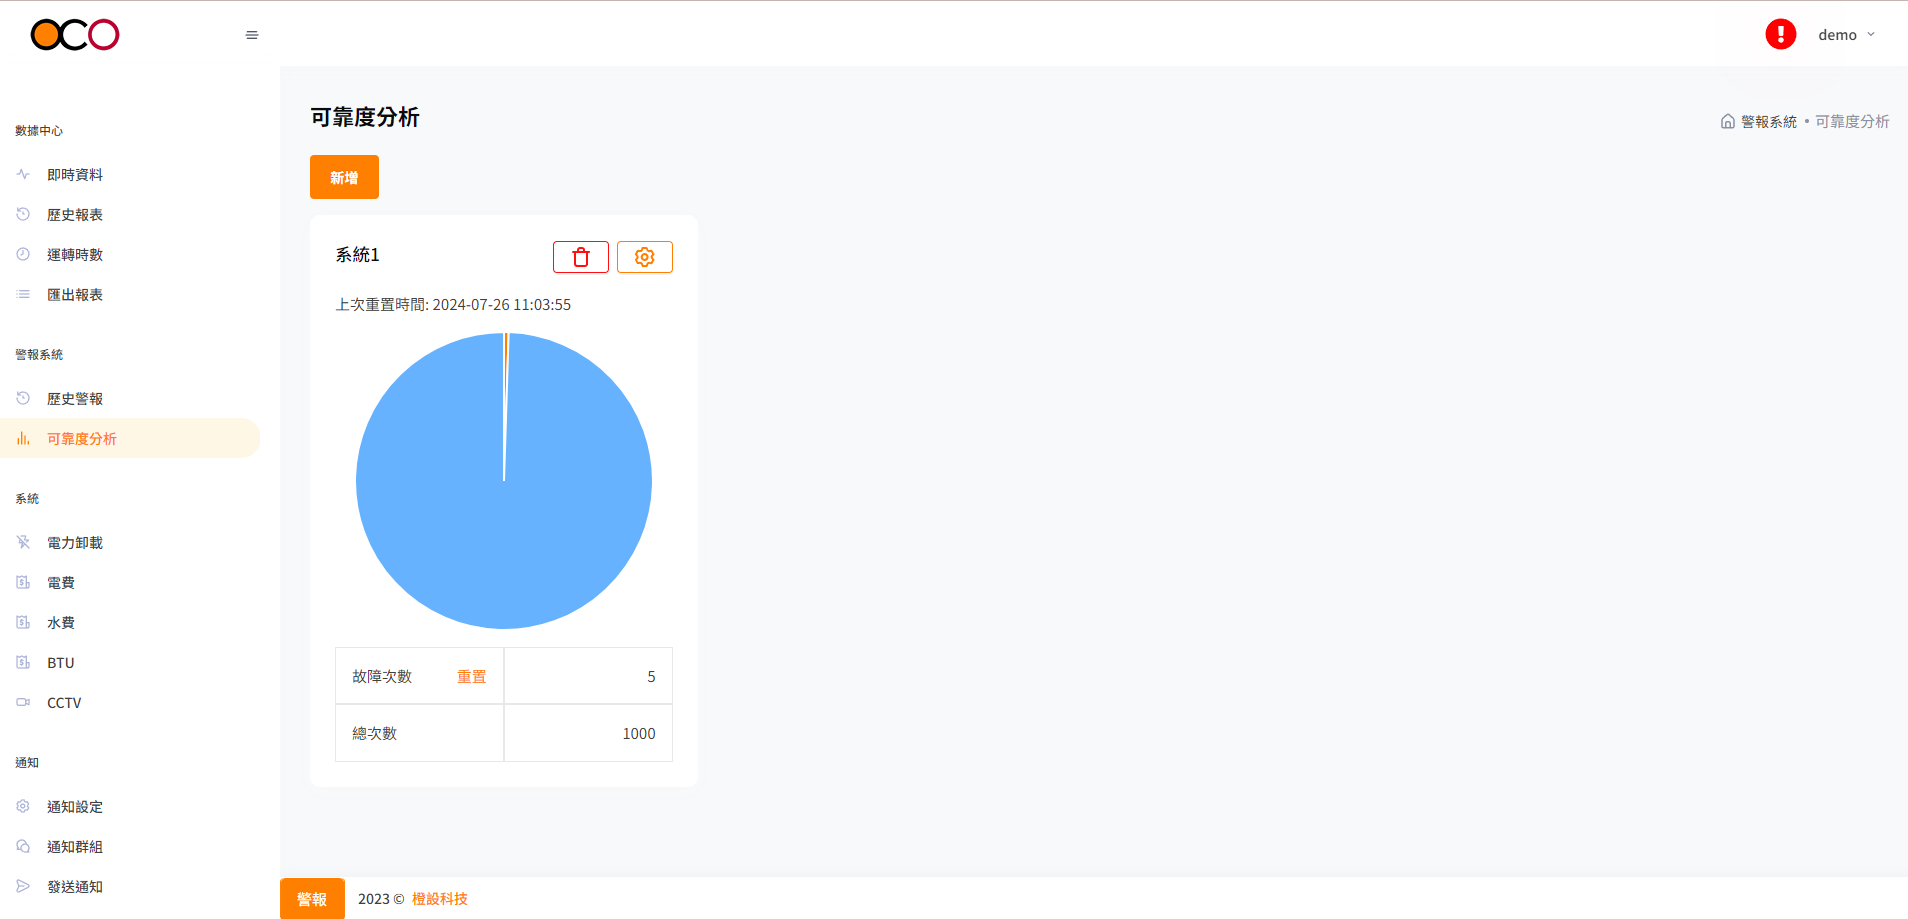 oco
demo
數據中心
即時資料
歷史報表
運轉時數
匯出報表
警報系統
歷史警報
可靠度分析
系統
電力卸載
電費
水費
BTU
CCTV
通知
通知設定
通知群組
發送通知
可靠度分析
警報系統 • 可靠度分析
新增
系統1
上次重置時間: 2024-07-26 11:03:55
故障次數 重置 5
總次數 1000
警報 2023 © 橙設科技